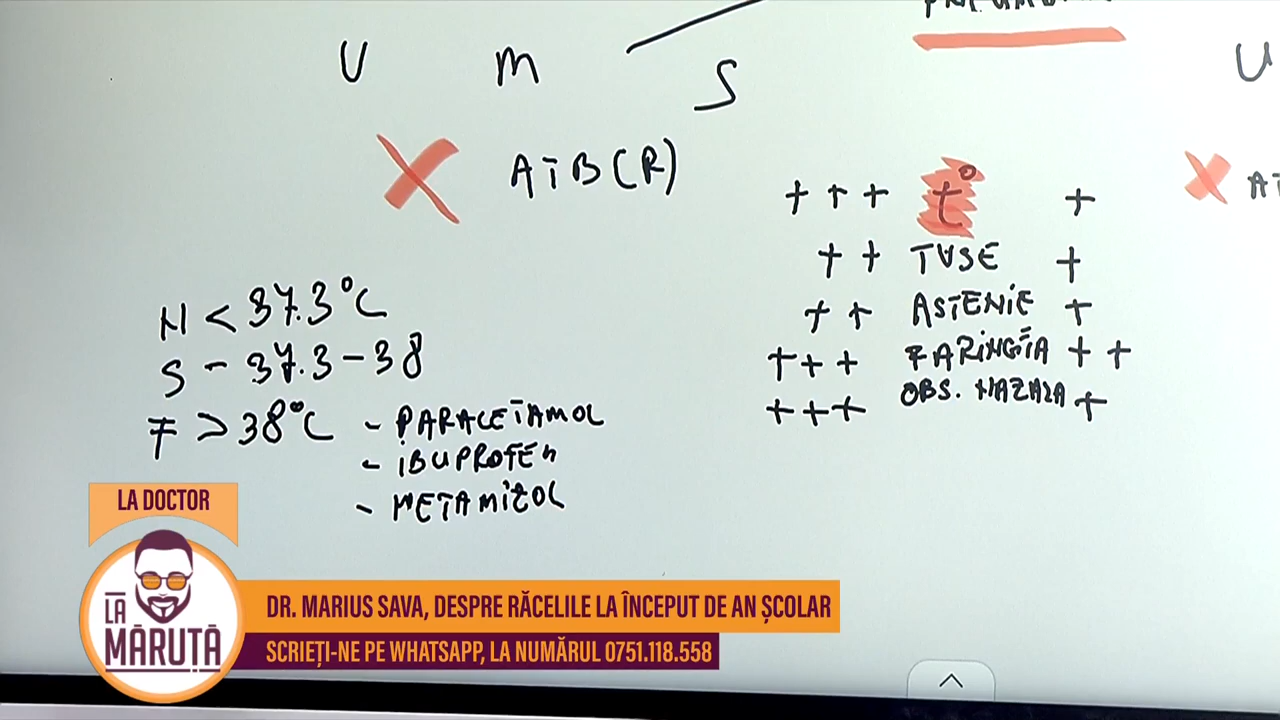 U M S
U
ATB(R)
+++ t° +
++ TUSE +
++ ASTENIE +
+++ FARINGITA ++
+++ OBS. NAZALA +
N < 37.3°C
S - 37.3-38
F > 38°C - PARACETAMOL
- IBUPROFEN
- METAMIZOL
LA DOCTOR
LA MĂRUȚĂ
DR. MARIUS SAVA, DESPRE RĂCELILE LA ÎNCEPUT DE AN ȘCOLAR
SCRIEȚI-NE PE WHATSAPP, LA NUMĂRUL 0751.118.558